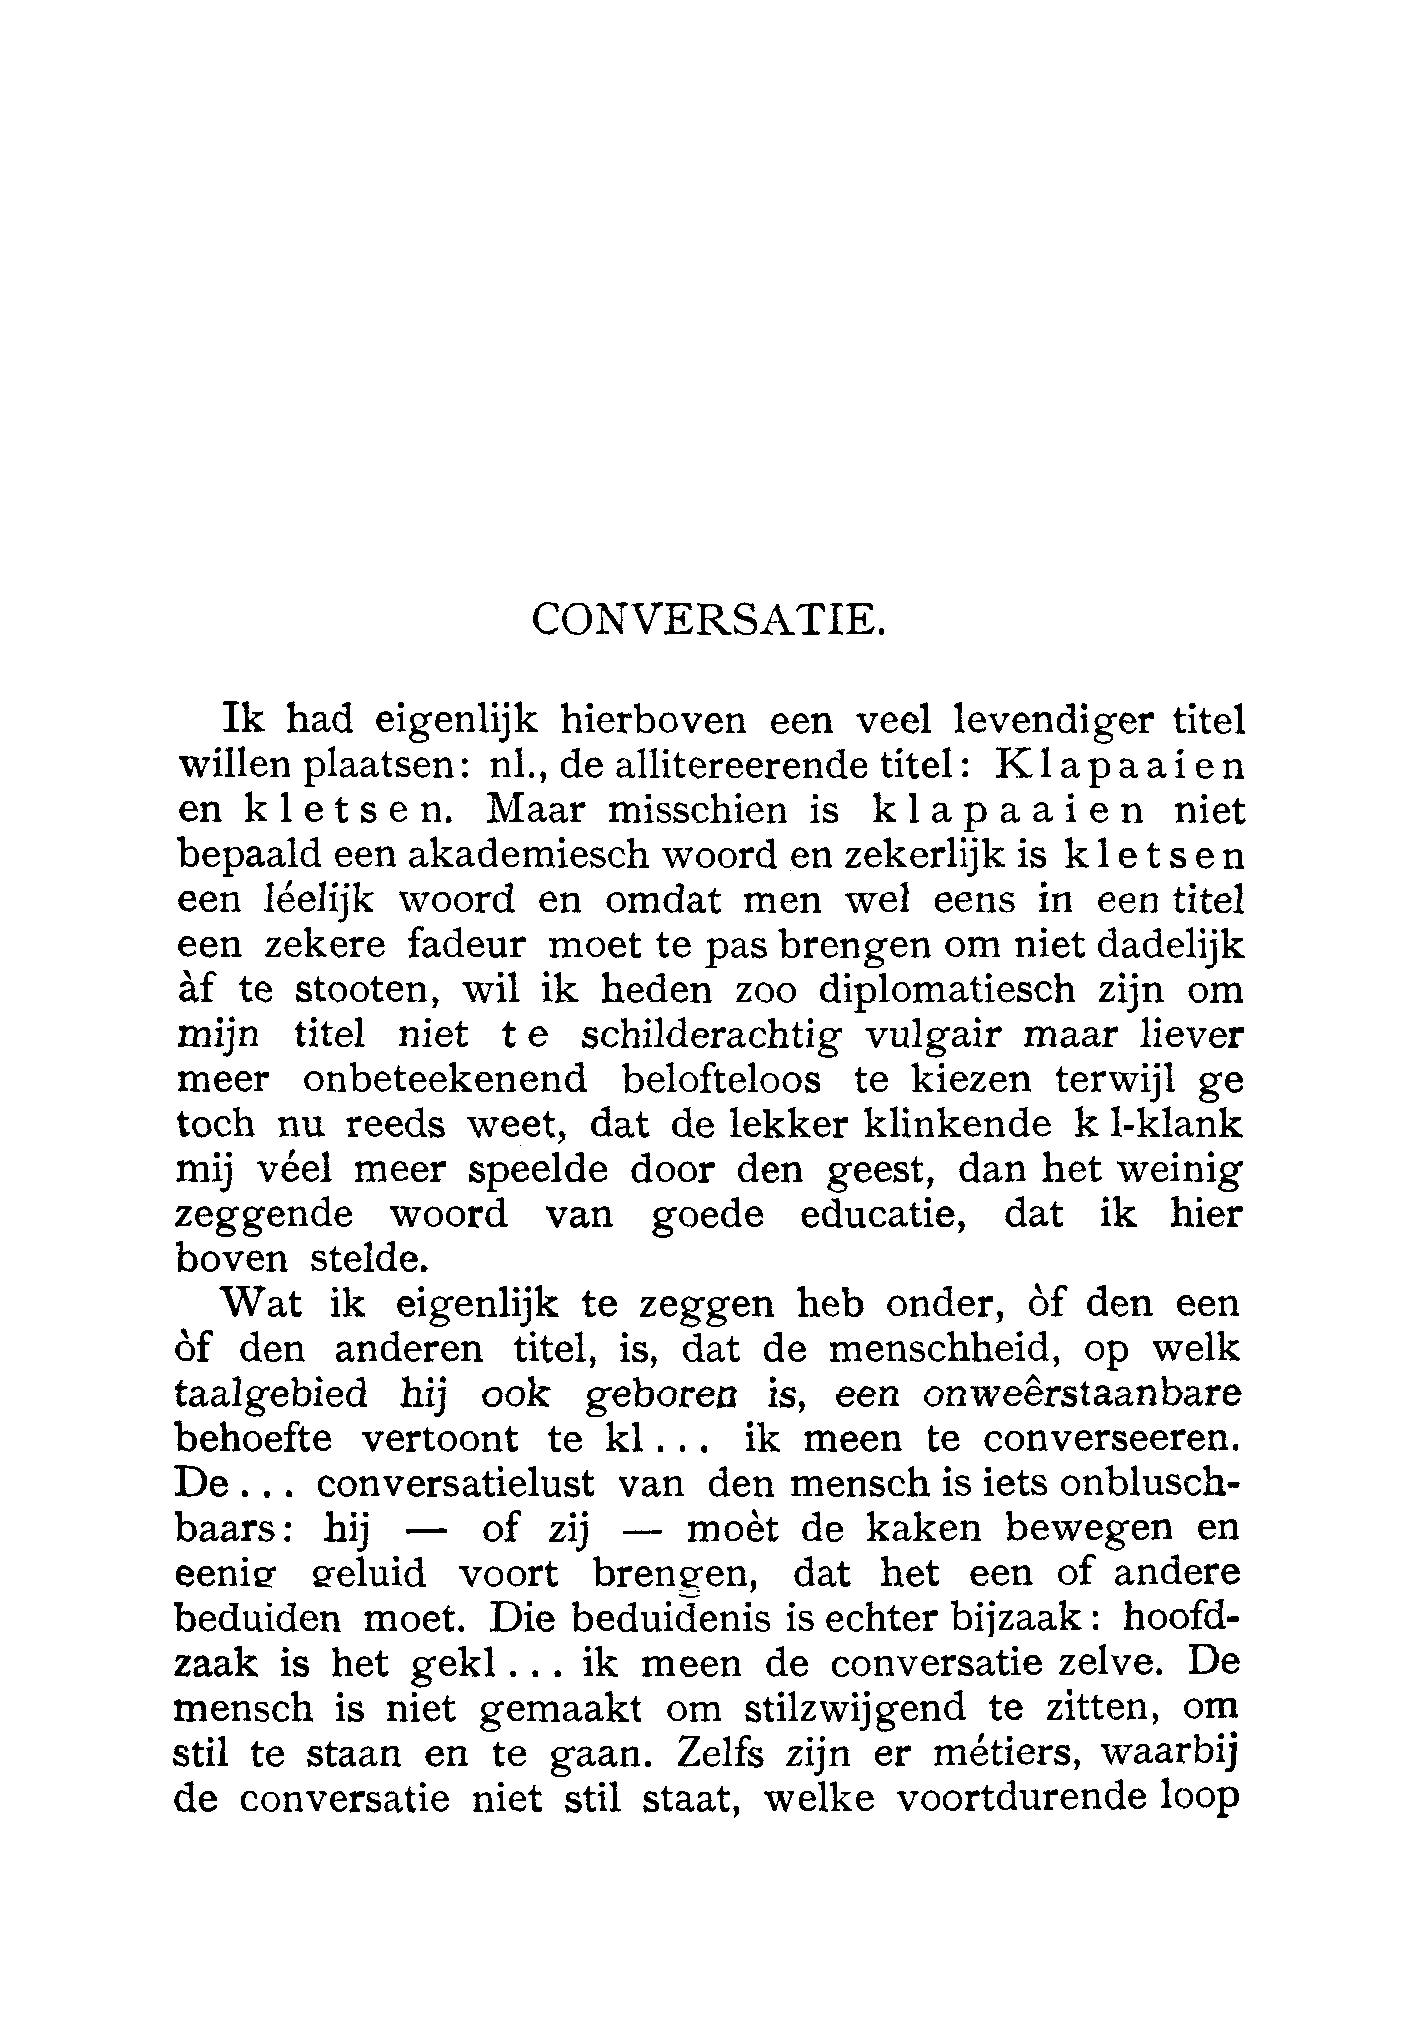 CONVERSATIE.
Ik had eigenlijk hierboven een veel levendiger titel
willen plaatsen: nl., de allitereerende titel: Klapaaien
en kletsen. Maar misschien is klapaaien niet
bepaald een akademiesch woord en zekerlijk is kletsen
een léelijk woord en omdat men wel eens in een titel
een zekere fadeur moet te pas brengen om niet dadelijk
àf te stooten, wil ik heden zoo diplomatiesch zijn om
mijn titel niet te schilderachtig vulgair maar liever
meer onbeteekenend belofteloos te kiezen terwijl ge
toch nu reeds weet, dat de lekker klinkende kl-klank
mij véel meer speelde door den geest, dan het weinig
zeggende woord van goede educatie, dat ik hier
boven stelde.
Wat ik eigenlijk te zeggen heb onder, òf den een
òf den anderen titel, is, dat de menschheid, op welk
taalgebied hij ook geboren is, een onweêrstaanbare
behoefte vertoont te kl... ik meen te converseeren.
De... conversatielust van den mensch is iets onblusch-
baars: hij — of zij — moèt de kaken bewegen en
eenig geluid voort brengen, dat het een of andere
beduiden moet. Die beduidenis is echter bijzaak: hoofd-
zaak is het gekl... ik meen de conversatie zelve. De
mensch is niet gemaakt om stilzwijgend te zitten, om
stil te staan en te gaan. Zelfs zijn er métiers, waarbij
de conversatie niet stil staat, welke voortdurende loop